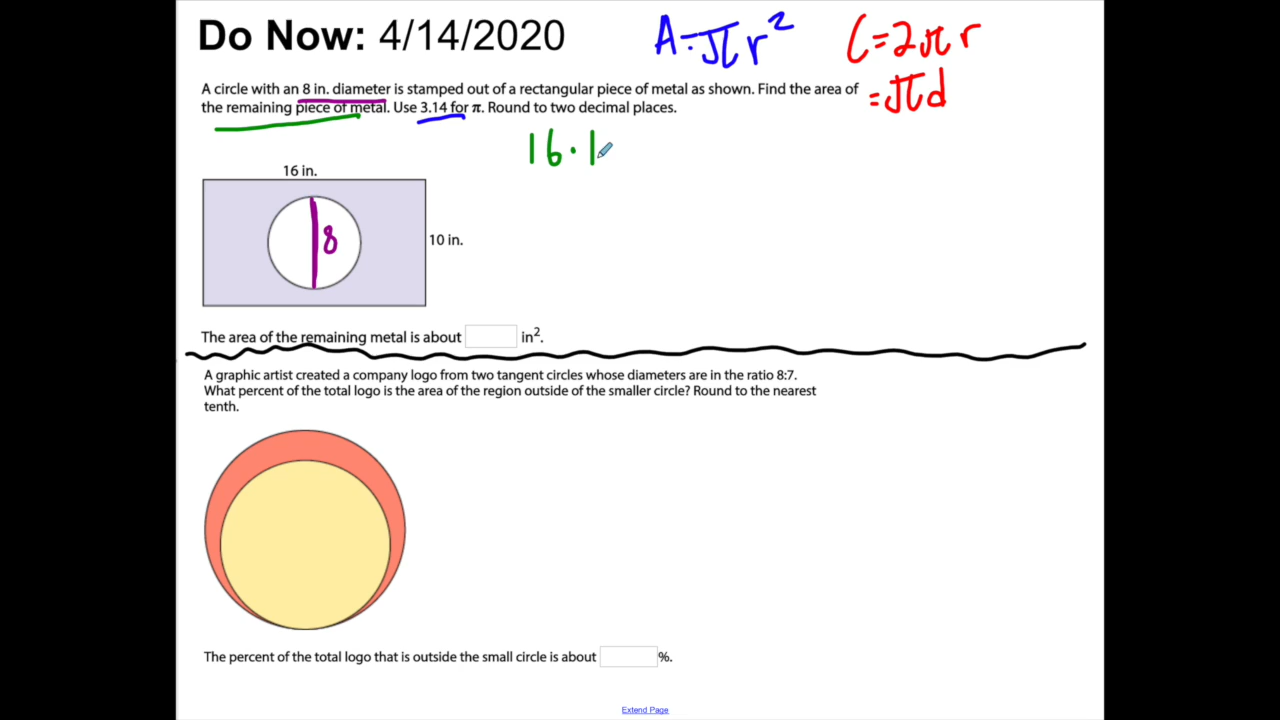 Do Now: 4/14/2020
A=πr²
C=2πr
=πd
A circle with an 8 in. diameter is stamped out of a rectangular piece of metal as shown. Find the area of
the remaining piece of metal. Use 3.14 for π. Round to two decimal places.
16·1
16 in.
8
10 in.
The area of the remaining metal is about in².
A graphic artist created a company logo from two tangent circles whose diameters are in the ratio 8:7.
What percent of the total logo is the area of the region outside of the smaller circle? Round to the nearest
tenth.
The percent of the total logo that is outside the small circle is about %.
Extend Page